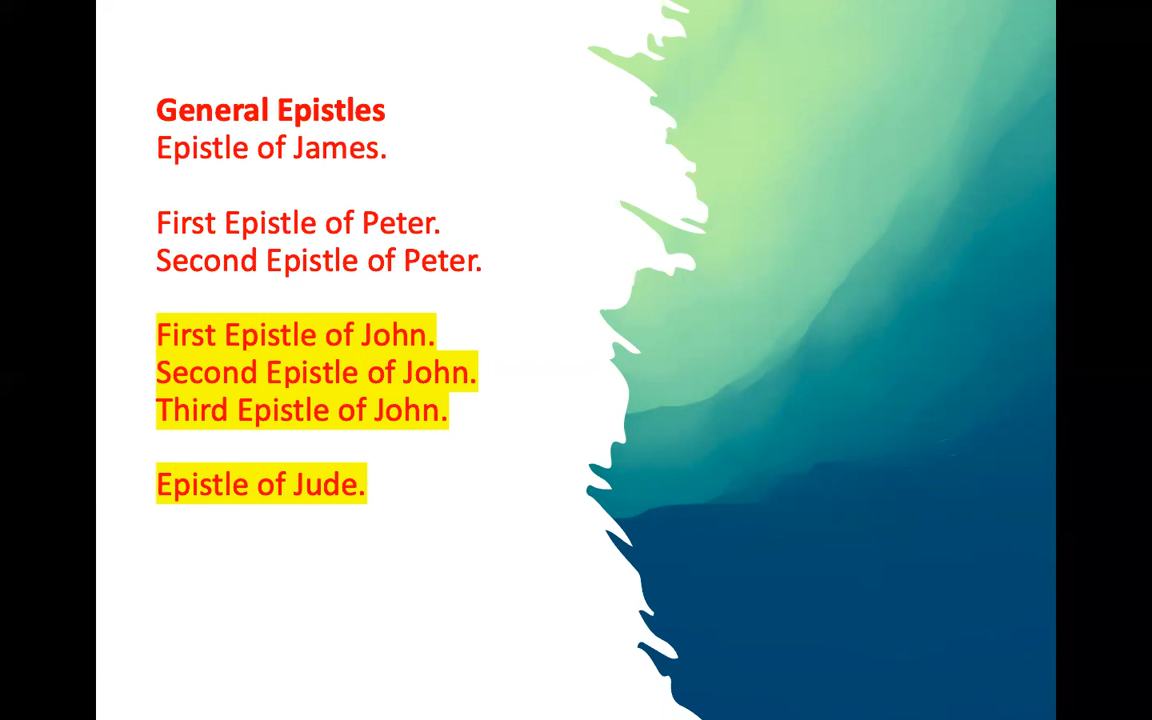 General Epistles
Epistle of James.
First Epistle of Peter.
Second Epistle of Peter.
First Epistle of John.
Second Epistle of John.
Third Epistle of John.
Epistle of Jude.